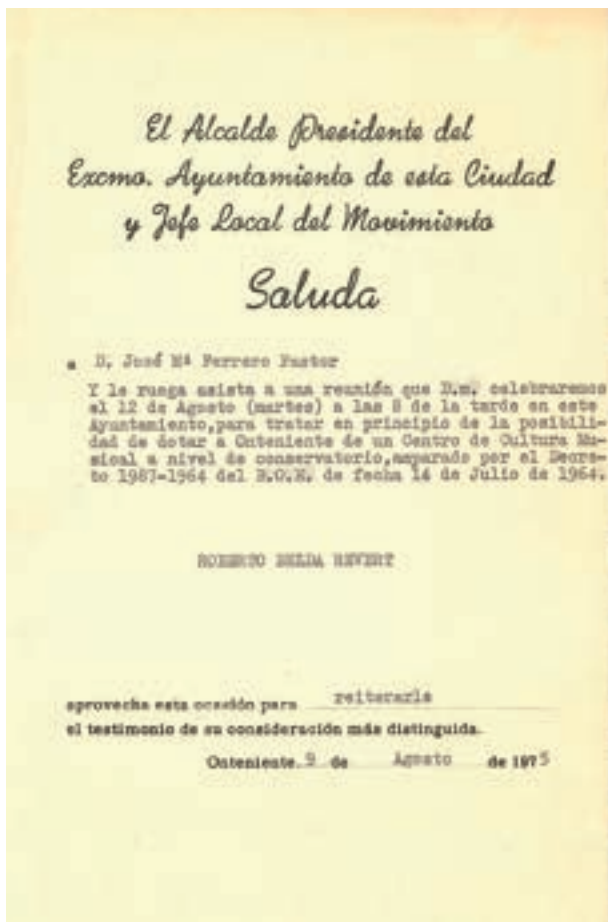 El Alcalde Presidente del
Excmo. Ayuntamiento de esta Ciudad
y Jefe Local del Movimiento
Saluda
a D. José Mª Ferrero Pastor
Y le ruega asista a una reunión que D.m. celebraremos
el 12 de Agosto (martes) a las 8 de la tarde en este
Ayuntamiento,para tratar en principio de la posibili-
dad de dotar a Onteniente de un Centro de Cultura Mu-
sical a nivel de conservatorio,amparado por el Decre-
to 1987-1964 del B.O.E. de fecha 14 de Julio de 1964.
ROBERTO BELDA REVERT
aprovecha esta ocasión para reiterarle
el testimonio de su consideración más distinguida.
Onteniente, 9 de Agosto de 1975